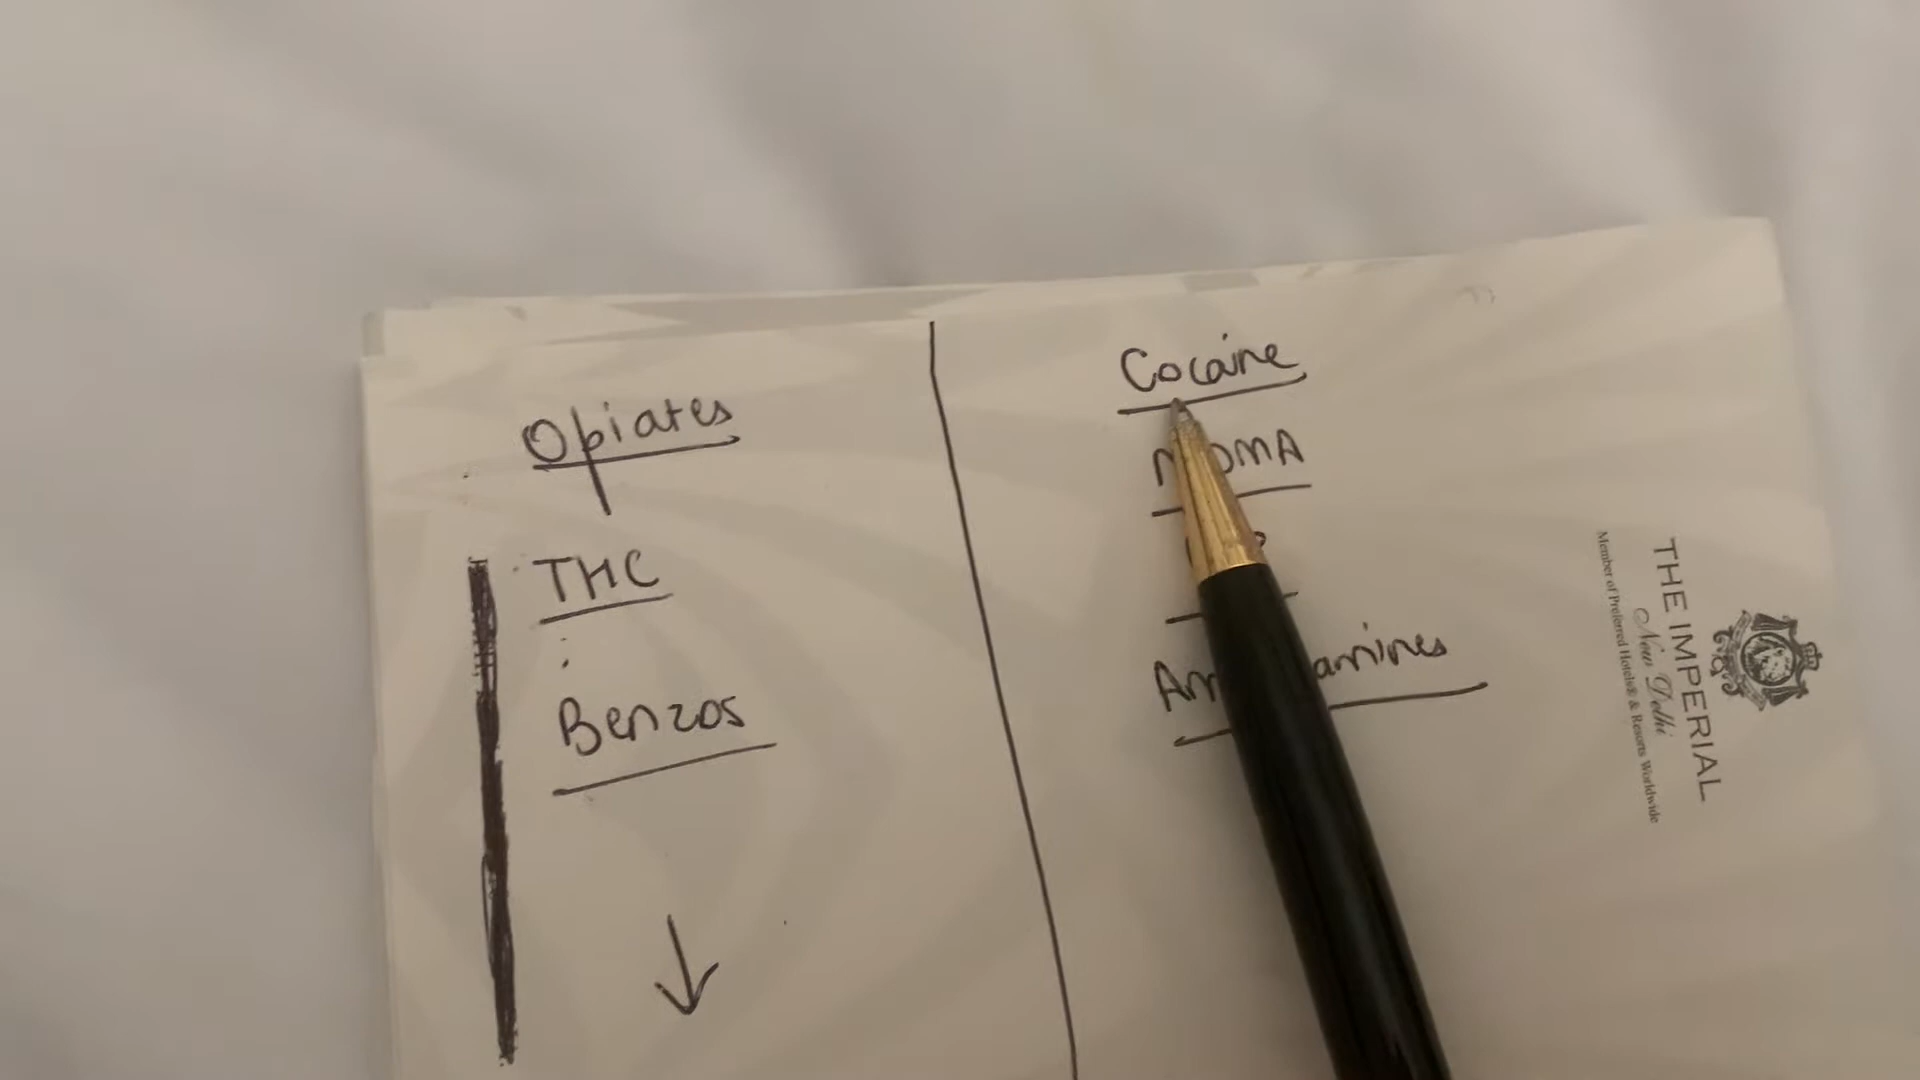 Opiates
THC
Benzos
Cocaine
THE IMPERIAL
New Delhi
Member of Preferred Hotels® & Resorts Worldwide